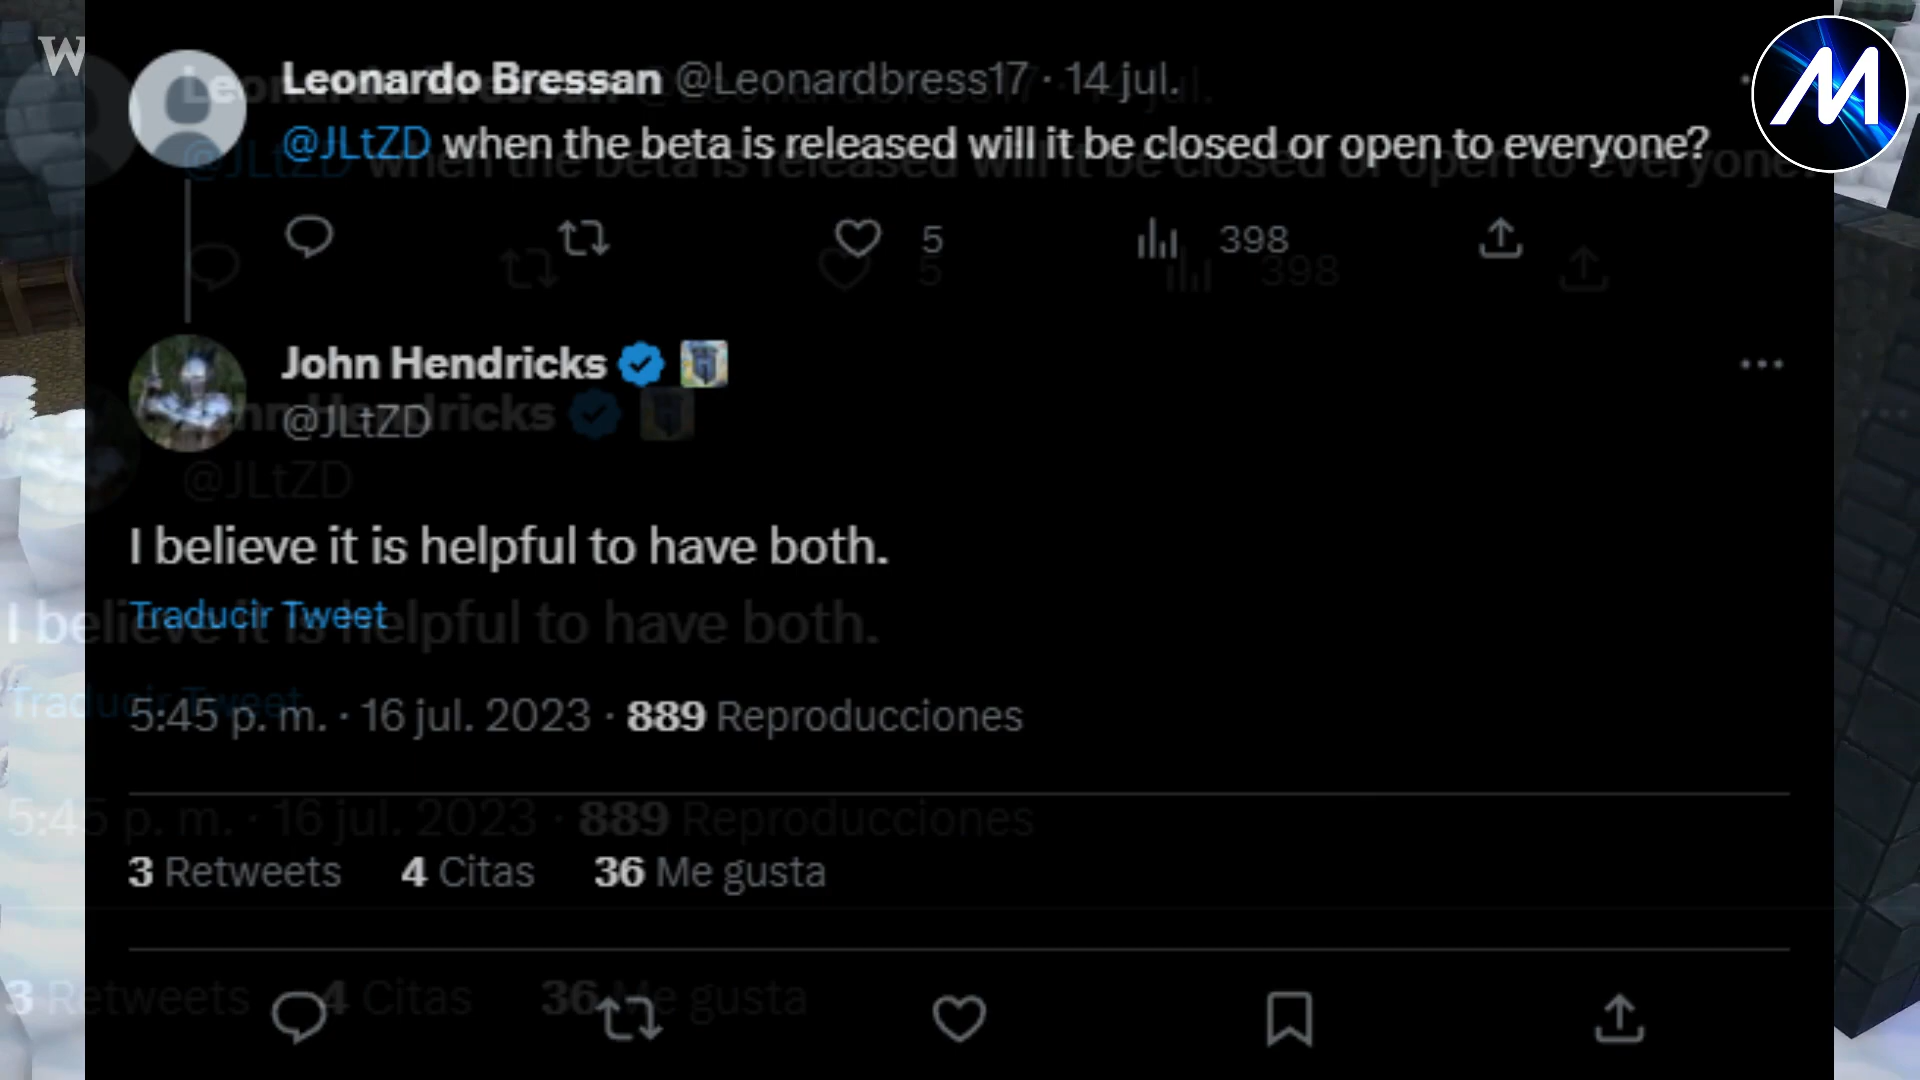 W
M
Leonardo Bressan @Leonardbress17 · 14 jul.
@JLtZD when the beta is released will it be closed or open to everyone?
5 398
John Hendricks
@JLtZD
I believe it is helpful to have both.
Traducir Tweet
5:45 p. m. · 16 jul. 2023 · 889 Reproducciones
3 Retweets 4 Citas 36 Me gusta